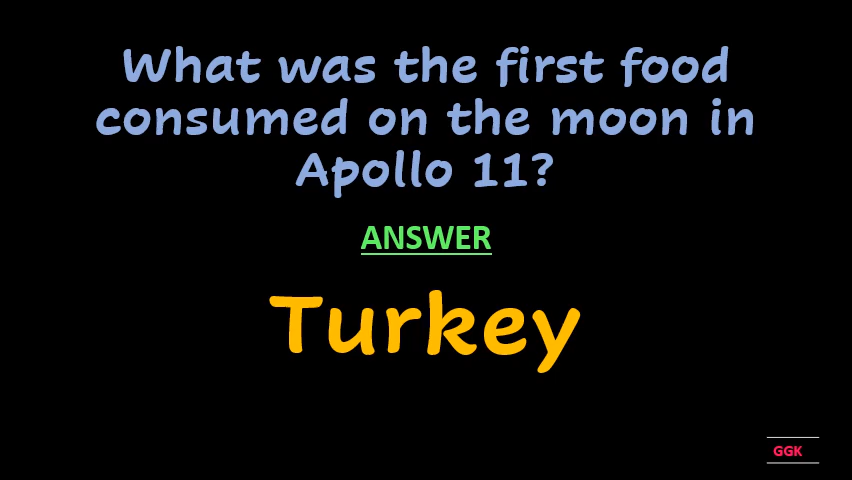 What was the first food
consumed on the moon in
Apollo 11?
ANSWER
Turkey
GGK